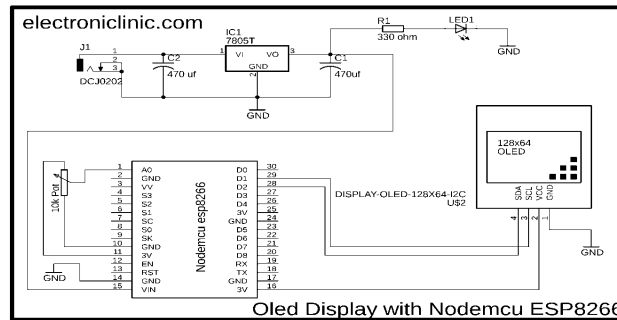 electroniclinic.com
IC1
7805T
R1
330 ohm
LED1
GND
J1
1
2
3
DCJ0202
C2
470 uf
1 VI VO 3
GND
2
C1
470uf
GND
10k Pot
Nodemcu esp8266
1 A0 D0 30
2 GND D1 29
3 VV D2 28
4 S3 D3 27
5 S2 D4 26
6 S1 3V 25
7 SC GND 24
8 S0 D5 23
9 SK D6 22
10 GND D7 21
11 3V D8 20
12 EN RX 19
13 RST TX 18
14 GND GND 17
15 VIN 3V 16
GND
128x64
OLED
DISPLAY-OLED-128X64-I2C
U$2
SDA
SCL
VCC
GND
4 3 2 1
GND
Oled Display with Nodemcu ESP8266